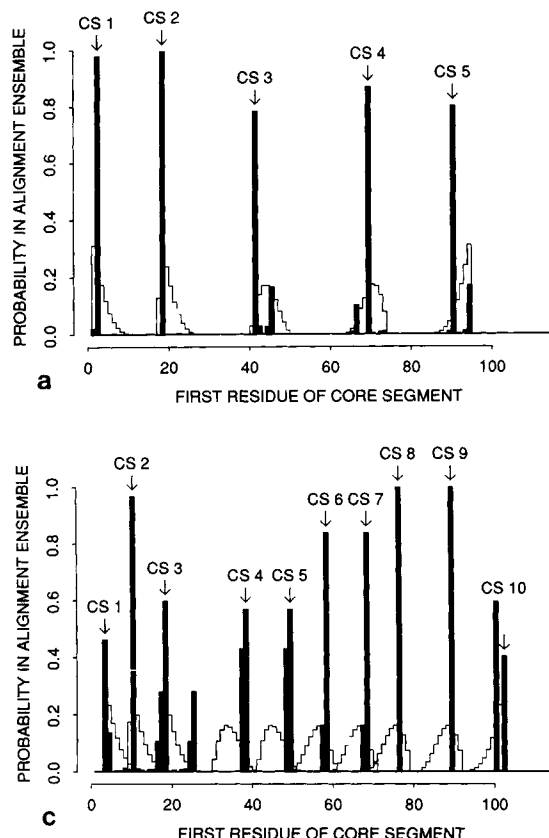 CS 1
CS 2
CS 3
CS 4
CS 5
PROBABILITY IN ALIGNMENT ENSEMBLE
1.0
0.8
0.6
0.4
0.2
0.0
0 20 40 60 80 100
a
FIRST RESIDUE OF CORE SEGMENT
CS 1
CS 2
CS 3
CS 4
CS 5
CS 6
CS 7
CS 8
CS 9
CS 10
PROBABILITY IN ALIGNMENT ENSEMBLE
1.0
0.8
0.6
0.4
0.2
0.0
0 20 40 60 80 100
c
FIRST RESIDUE OF CORE SEGMENT